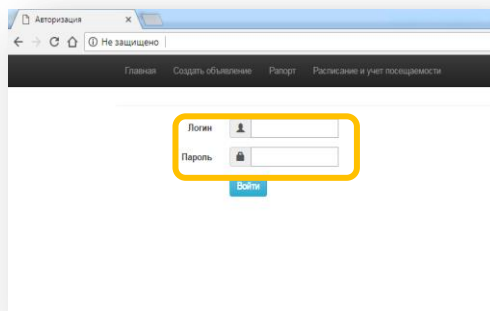 Авторизация
Не защищено
Главная Создать объявление Рапорт Расписание и учет посещаемости
Логин
Пароль
Войти